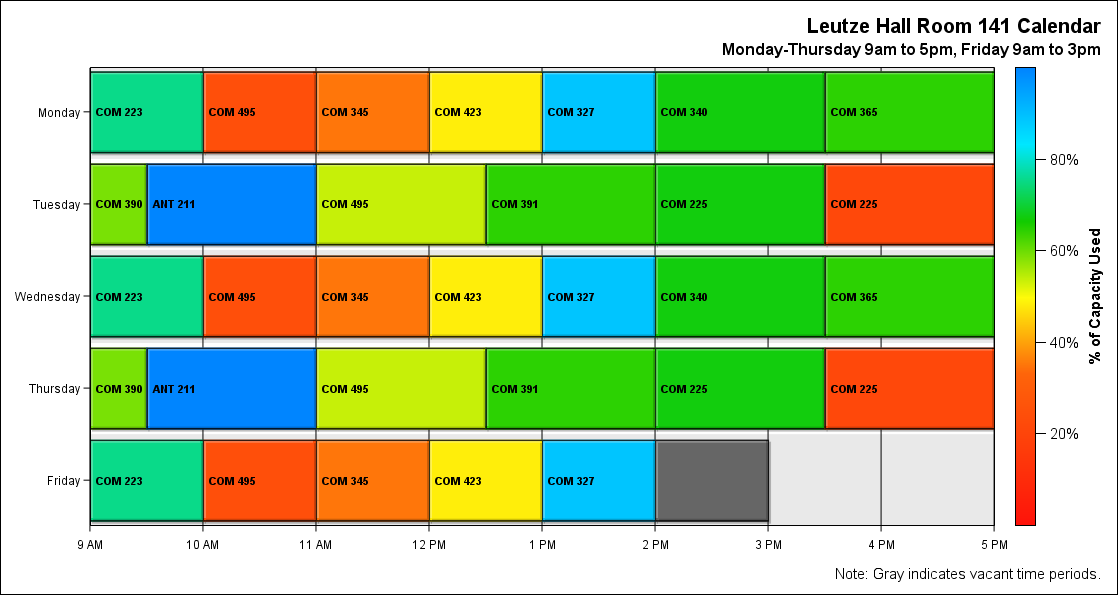 Leutze Hall Room 141 Calendar
Monday-Thursday 9am to 5pm, Friday 9am to 3pm
Monday COM 223 COM 495 COM 345 COM 423 COM 327 COM 340 COM 365
Tuesday COM 390 ANT 211 COM 495 COM 391 COM 225 COM 225
Wednesday COM 223 COM 495 COM 345 COM 423 COM 327 COM 340 COM 365
Thursday COM 390 ANT 211 COM 495 COM 391 COM 225 COM 225
Friday COM 223 COM 495 COM 345 COM 423 COM 327
9 AM 10 AM 11 AM 12 PM 1 PM 2 PM 3 PM 4 PM 5 PM
80%
60%
40%
20%
% of Capacity Used
Note: Gray indicates vacant time periods.